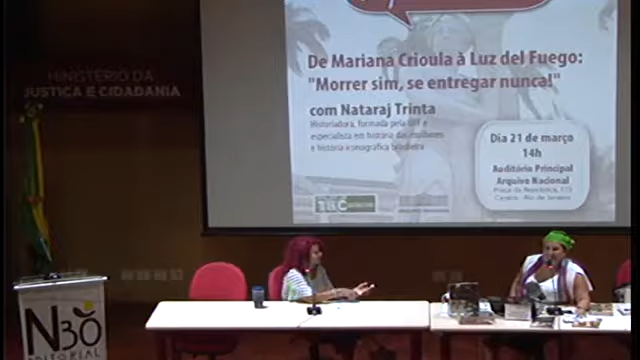 MINISTÉRIO DA
JUSTIÇA E CIDADANIA
De Mariana Crioula à Luz del Fuego:
"Morrer sim, se entregar nunca!"
com Nataraj Trinta
Historiadora, formada pela UFF e
especialista em história das mulheres
e história iconográfica brasileira
Dia 21 de março
14h
Auditório Principal
Arquivo Nacional
Praça da República, 173
Centro - Rio de Janeiro
EDITORIAL